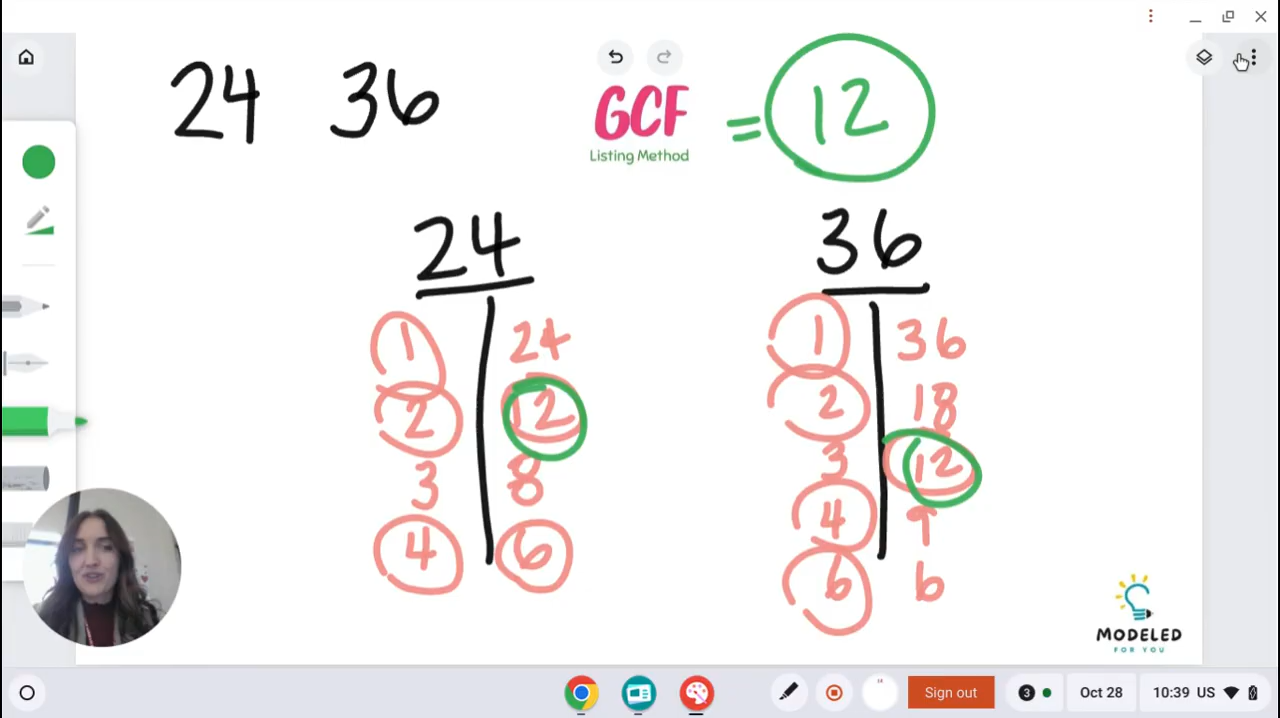 24 36
GCF
Listing Method
= 12
24
1 24
2 12
3 8
4 6
36
1 36
2 18
3 12
4 9
6 6
MODELED
FOR YOU
Sign out
3
Oct 28
10:39 US